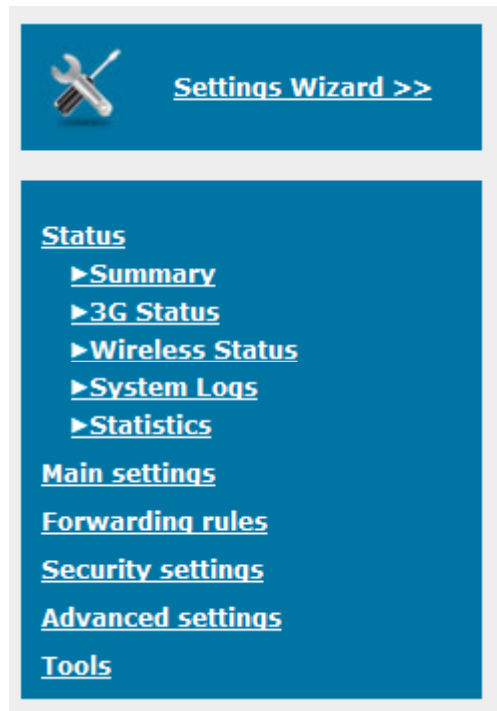 Settings Wizard >>
Status
►Summary
►3G Status
►Wireless Status
►System Logs
►Statistics
Main settings
Forwarding rules
Security settings
Advanced settings
Tools